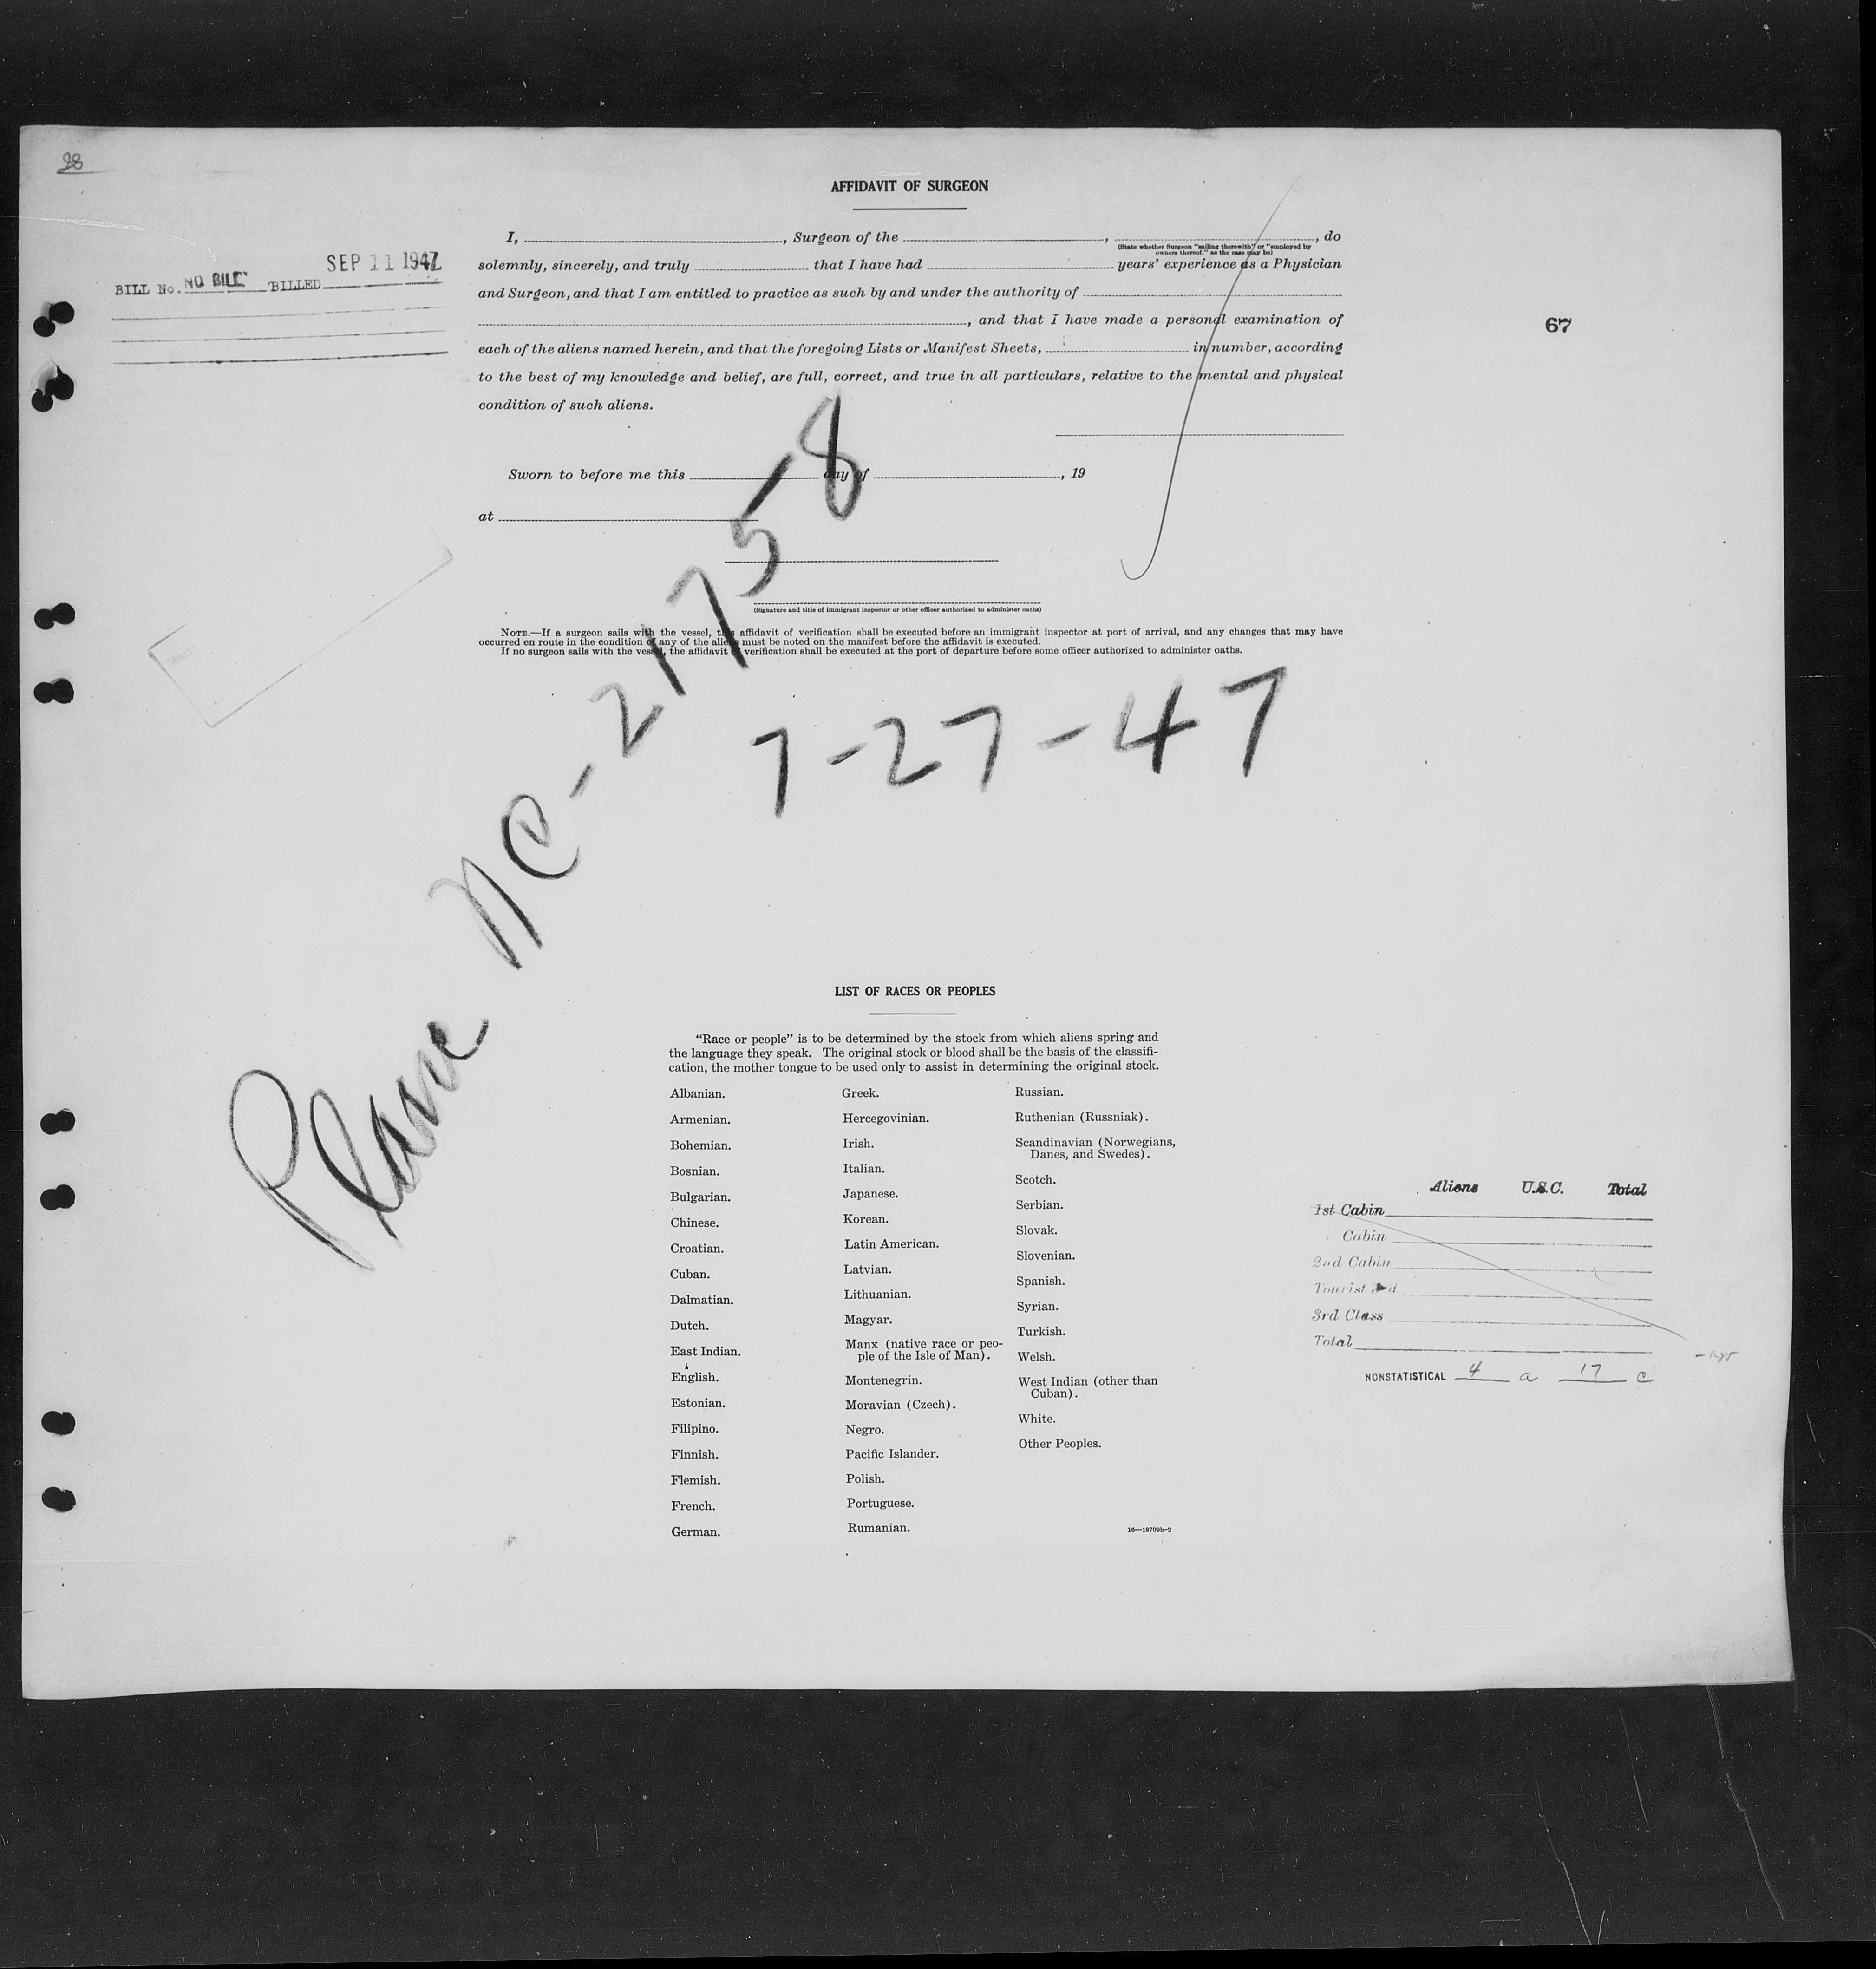 98
AFFIDAVIT OF SURGEON
I, , Surgeon of the , , do
(State whether Surgeon "sailing therewith" or "employed by
owners thereof," as the case may be)
SEP 11 1947
BILL No. NO BILL BILLED
solemnly, sincerely, and truly that I have had years' experience as a Physician
and Surgeon, and that I am entitled to practice as such by and under the authority of
, and that I have made a personal examination of
67
each of the aliens named herein, and that the foregoing Lists or Manifest Sheets, in number, according
to the best of my knowledge and belief, are full, correct, and true in all particulars, relative to the mental and physical
condition of such aliens.
Sworn to before me this day of , 19
at
(Signature and title of immigrant inspector or other officer authorized to administer oaths)
NOTE.—If a surgeon sails with the vessel, this affidavit of verification shall be executed before an immigrant inspector at port of arrival, and any changes that may have
occurred en route in the condition of any of the aliens must be noted on the manifest before the affidavit is executed.
If no surgeon sails with the vessel, the affidavit of verification shall be executed at the port of departure before some officer authorized to administer oaths.
Plane NC-2175-8
7-27-47
LIST OF RACES OR PEOPLES
"Race or people" is to be determined by the stock from which aliens spring and
the language they speak. The original stock or blood shall be the basis of the classifi-
cation, the mother tongue to be used only to assist in determining the original stock.
Albanian.
Armenian.
Bohemian.
Bosnian.
Bulgarian.
Chinese.
Croatian.
Cuban.
Dalmatian.
Dutch.
East Indian.
English.
Estonian.
Filipino.
Finnish.
Flemish.
French.
German.
Greek.
Hercegovinian.
Irish.
Italian.
Japanese.
Korean.
Latin American.
Latvian.
Lithuanian.
Magyar.
Manx (native race or peo-
ple of the Isle of Man).
Montenegrin.
Moravian (Czech).
Negro.
Pacific Islander.
Polish.
Portuguese.
Rumanian.
Russian.
Ruthenian (Russniak).
Scandinavian (Norwegians,
Danes, and Swedes).
Scotch.
Serbian.
Slovak.
Slovenian.
Spanish.
Syrian.
Turkish.
Welsh.
West Indian (other than
Cuban).
White.
Other Peoples.
16—18709b-2
Aliens U.S.C. Total
1st Cabin
Cabin
2nd Cabin
Tourist 3rd
3rd Class
Total
NONSTATISTICAL 4 a 17 c